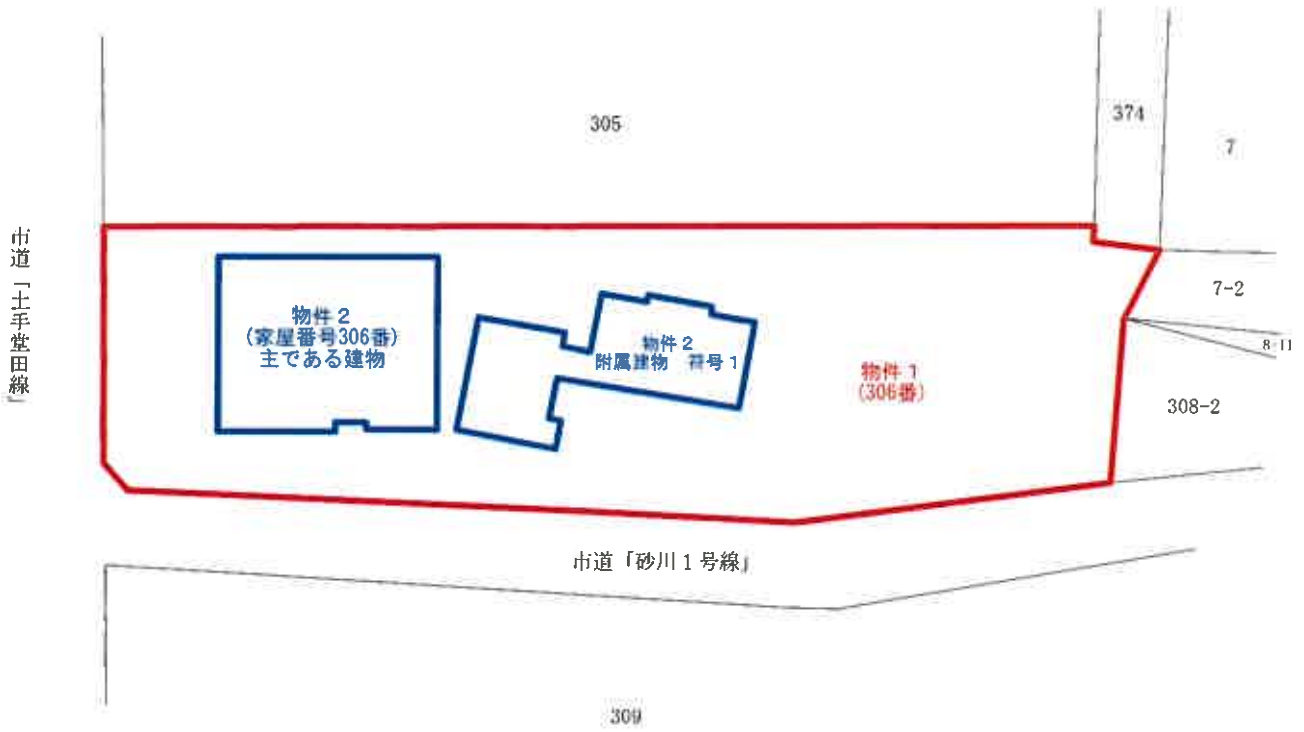 305
374
7
市道「土手堂田線」
物件2
(家屋番号306番)
主である建物
物件2
附属建物 符号1
物件1
(306番)
7-2
8-11
308-2
市道「砂川1号線」
309